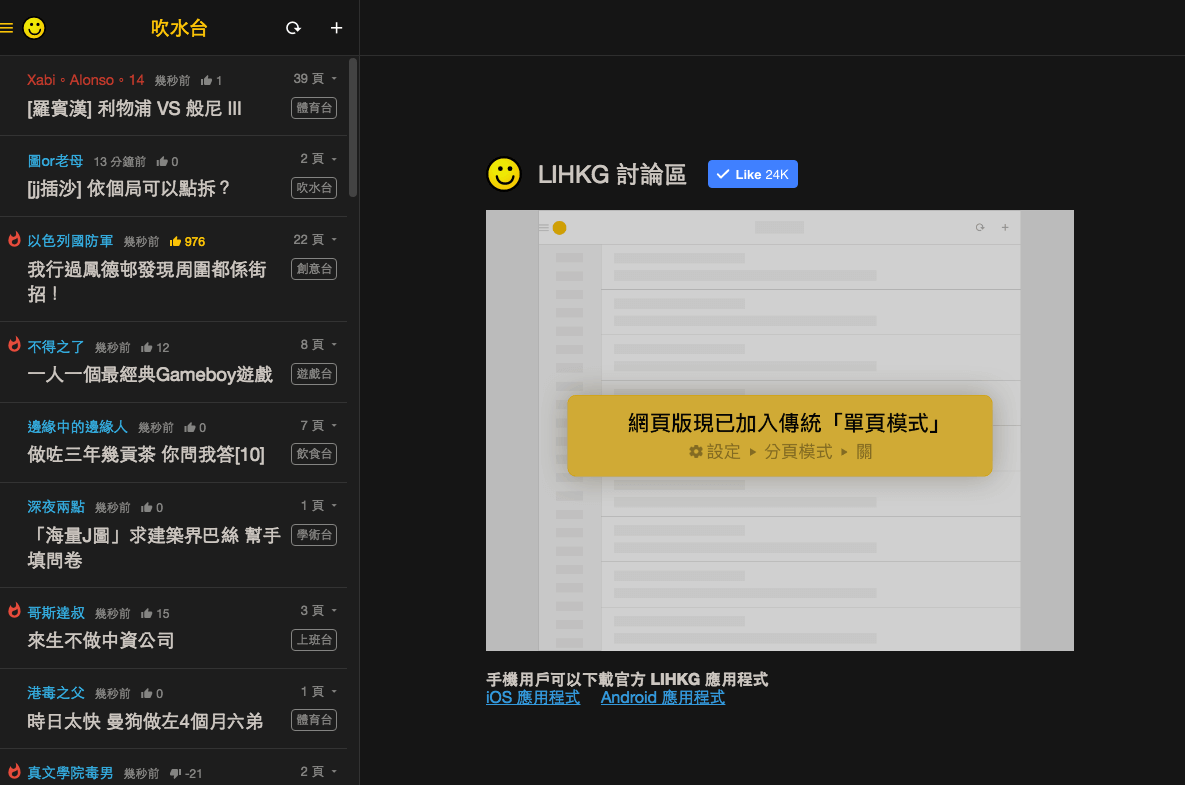 吹水台
Xabi。Alonso。14 幾秒前 1 39 頁
[羅賓漢] 利物浦 VS 般尼 III 體育台
圖or老母 13 分鐘前 0 2 頁
[jj插沙] 依個局可以點拆？ 吹水台
以色列國防軍 幾秒前 976 22 頁
我行過鳳德邨發現周圍都係街 創意台
招！
不得之了 幾秒前 12 8 頁
一人一個最經典Gameboy遊戲 遊戲台
邊緣中的邊緣人 幾秒前 0 7 頁
做咗三年幾貢茶 你問我答[10] 飲食台
深夜兩點 幾秒前 0 1 頁
「海量J圖」求建築界巴絲 幫手 學術台
填問卷
哥斯達叔 幾秒前 15 3 頁
來生不做中資公司 上班台
港毒之父 幾秒前 0 1 頁
時日太快 曼狗做左4個月六弟 體育台
真文學院毒男 幾秒前 -21 2 頁
LIHKG 討論區 Like 24K
網頁版現已加入傳統「單頁模式」
設定 ▸ 分頁模式 ▸ 關
手機用戶可以下載官方 LIHKG 應用程式
iOS 應用程式 Android 應用程式